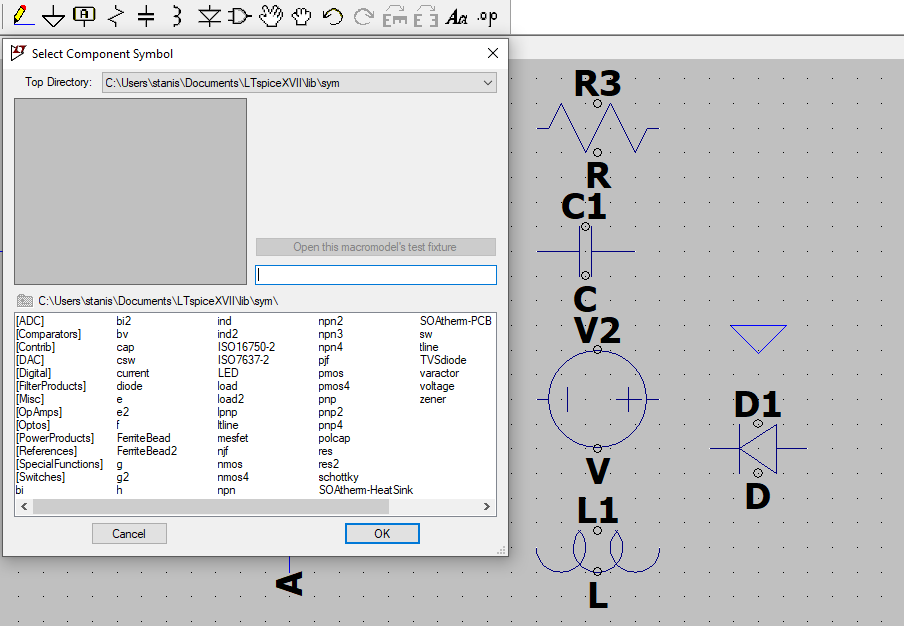 A
Aa
.op
Select Component Symbol
Top Directory:
C:\Users\stanis\Documents\LTspiceXVII\lib\sym
Open this macromodel's test fixture
C:\Users\stanis\Documents\LTspiceXVII\lib\sym\
[ADC] bi2 ind npn2 SOAtherm-PCB
[Comparators] bv ind2 npn3 sw
[Contrib] cap ISO16750-2 npn4 tline
[DAC] csw ISO7637-2 pjf TVSdiode
[Digital] current LED pmos varactor
[FilterProducts] diode load pmos4 voltage
[Misc] e load2 pnp zener
[OpAmps] e2 lpnp pnp2
[Optos] f ltline pnp4
[PowerProducts] FerriteBead mesfet polcap
[References] FerriteBead2 njf res
[SpecialFunctions] g nmos res2
[Switches] g2 nmos4 schottky
bi h npn SOAtherm-HeatSink
Cancel
OK
R3
R
C1
C
V2
V
L1
L
D1
D
A